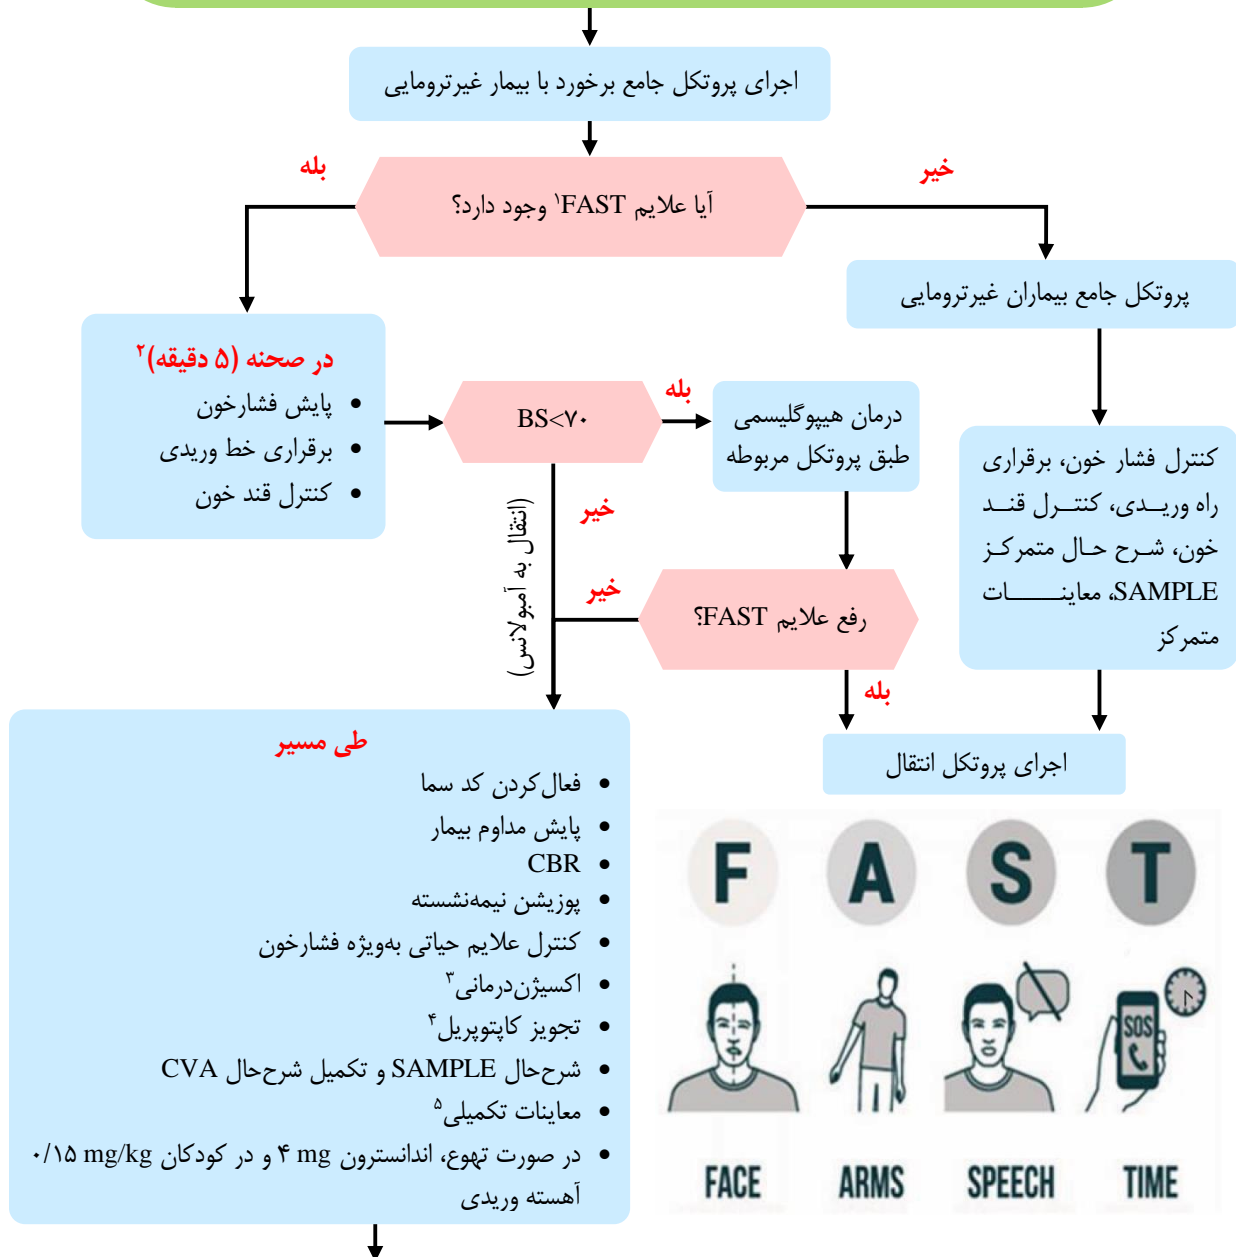 اجرای پروتکل جامع برخورد با بیمار غیرترومایی
بله
خیر
آیا علایم FAST۱ وجود دارد؟
پروتکل جامع بیماران غیرترومایی
در صحنه (۵ دقیقه)۲
• پایش فشارخون
• برقراری خط وریدی
• کنترل قند خون
BS<۷۰
بله
درمان هیپوگلیسمی
طبق پروتکل مربوطه
کنترل فشار خون، برقراری
راه وریدی، کنترل قند
خون، شرح حال متمرکز
SAMPLE، معاینات
متمرکز
خیر
(انتقال به آمبولانس)
خیر
رفع علایم FAST؟
بله
اجرای پروتکل انتقال
طی مسیر
• فعال‌کردن کد سما
• پایش مداوم بیمار
• CBR
• پوزیشن نیمه‌نشسته
• کنترل علایم حیاتی به‌ویژه فشارخون
• اکسیژن‌درمانی۳
• تجویز کاپتوپریل۴
• شرح‌حال SAMPLE و تکمیل شرح‌حال CVA
• معاینات تکمیلی۵
• در صورت تهوع، اندانسترون ۴ mg و در کودکان ۰/۱۵ mg/kg
آهسته وریدی
F A S T
SOS
FACE ARMS SPEECH TIME